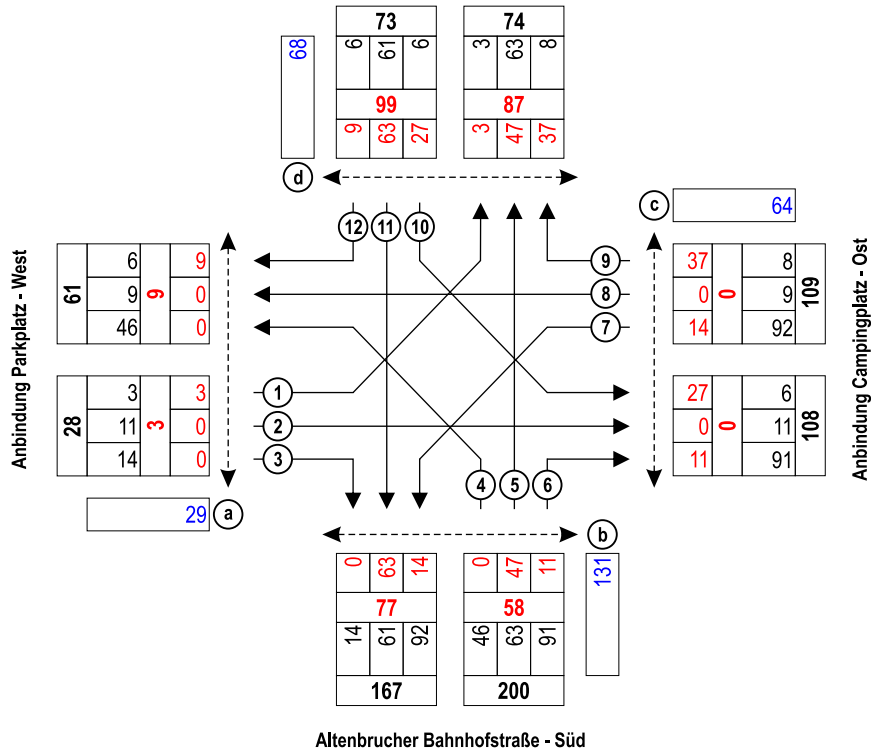 73
74
68
6 61 6
3 63 8
99
87
9 63 27
3 47 37
d
c
64
12 11 10
9
8
7
Anbindung Parkplatz - West
61
6 9
9 9 0
46 0
37 8
0 0 9 109
14 92
Anbindung Campingplatz - Ost
28
3 3
11 3 0
14 0
1
2
3
27 6
0 0 11 108
11 91
4 5 6
29 a
b
131
0 63 14
0 47 11
77
58
14 61 92
46 63 91
167
200
Altenbrucher Bahnhofstraße - Süd